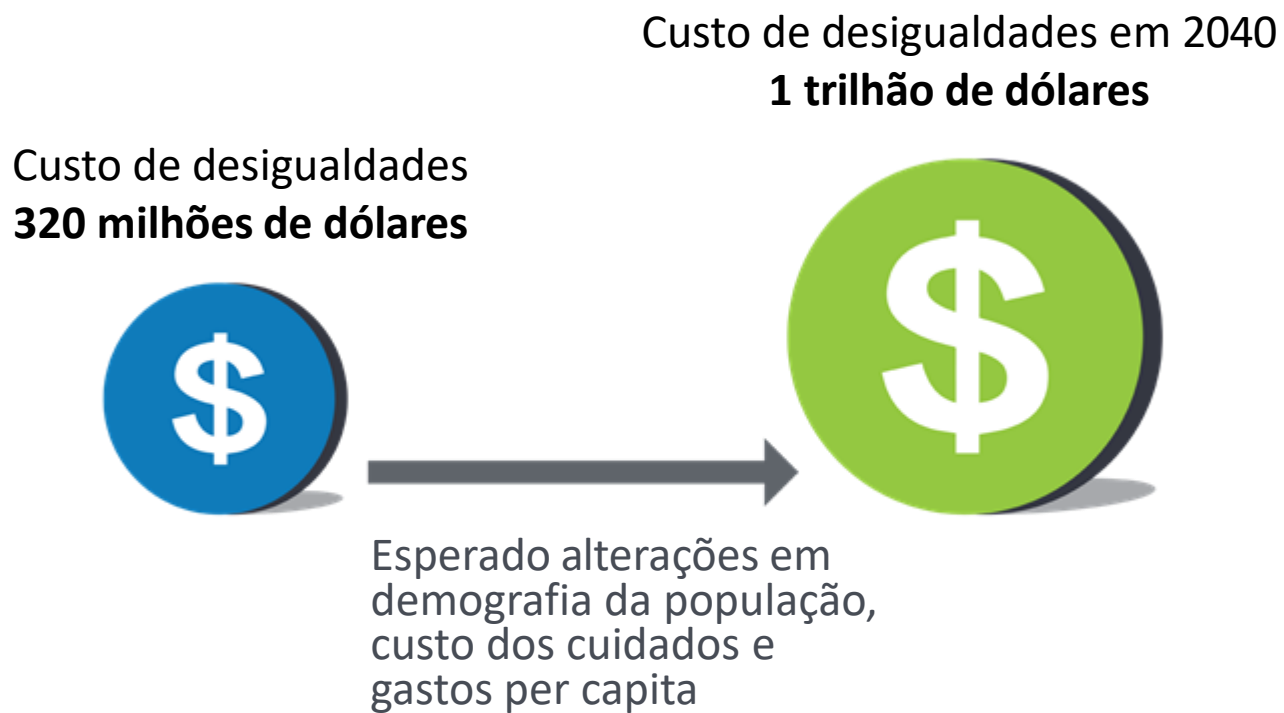 Custo de desigualdades em 2040
1 trilhão de dólares
Custo de desigualdades
320 milhões de dólares
$
$
Esperado alterações em
demografia da população,
custo dos cuidados e
gastos per capita